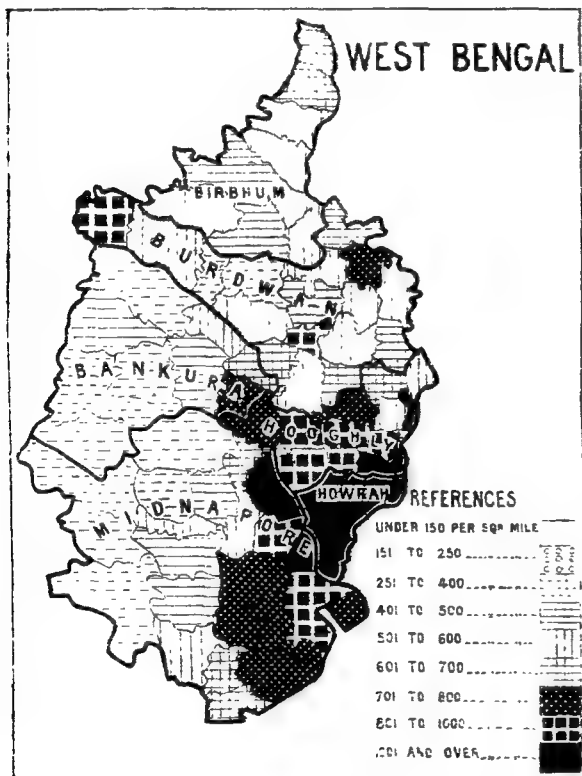 WEST BENGAL
BIRBHUM
BURDWAN
BANKURA
HOOGHLY
HOWRAH
MIDNAPORE
REFERENCES
UNDER 150 PER SQR MILE
151 TO 250
251 TO 400
401 TO 500
501 TO 600
601 TO 700
701 TO 800
801 TO 1000
AND OVER